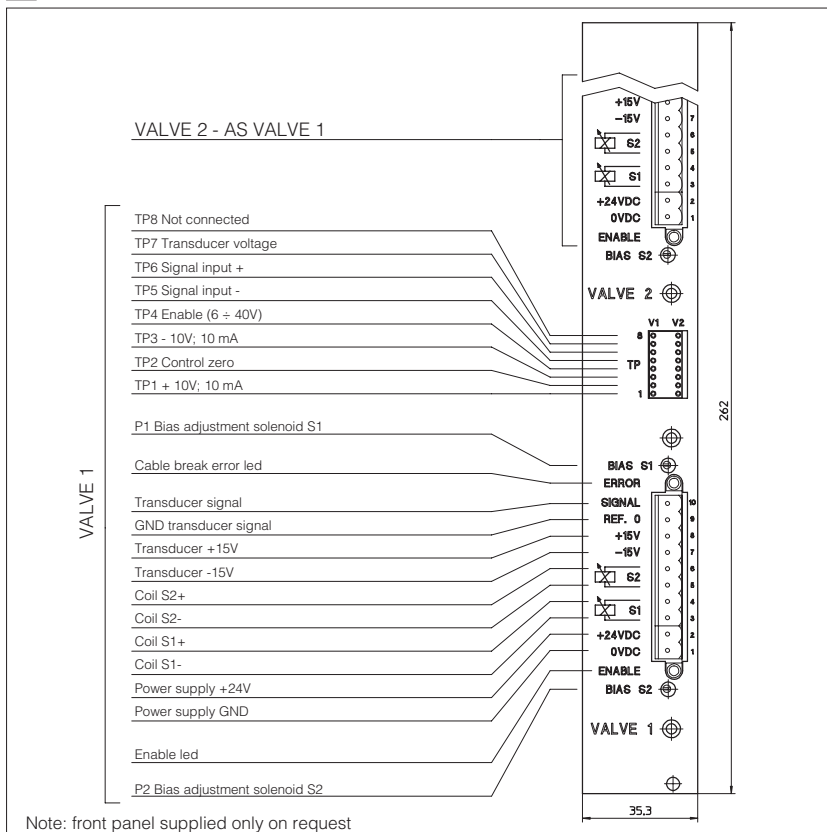 VALVE 2 - AS VALVE 1
+15V
-15V
7
6
S2
5
4
S1
3
+24VDC
2
0VDC
1
ENABLE
BIAS S2
VALVE 2
V1 V2
8
TP
1
262
VALVE 1
TP8 Not connected
TP7 Transducer voltage
TP6 Signal input +
TP5 Signal input -
TP4 Enable (6 ÷ 40V)
TP3 - 10V; 10 mA
TP2 Control zero
TP1 + 10V; 10 mA
P1 Bias adjustment solenoid S1
Cable break error led
Transducer signal
GND transducer signal
Transducer +15V
Transducer -15V
Coil S2+
Coil S2-
Coil S1+
Coil S1-
Power supply +24V
Power supply GND
Enable led
P2 Bias adjustment solenoid S2
BIAS S1
ERROR
SIGNAL
10
REF. 0
9
+15V
8
-15V
7
6
S2
5
4
S1
3
+24VDC
2
0VDC
1
ENABLE
BIAS S2
VALVE 1
35,3
Note: front panel supplied only on request